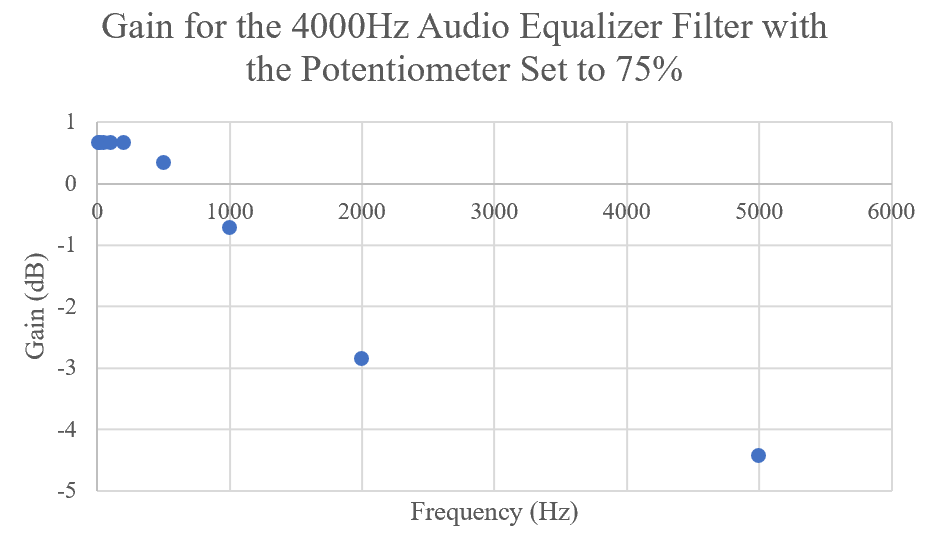 Gain for the 4000Hz Audio Equalizer Filter with
the Potentiometer Set to 75%
1
0
0 1000 2000 3000 4000 5000 6000
-1
-2
-3
-4
-5
Gain (dB)
Frequency (Hz)